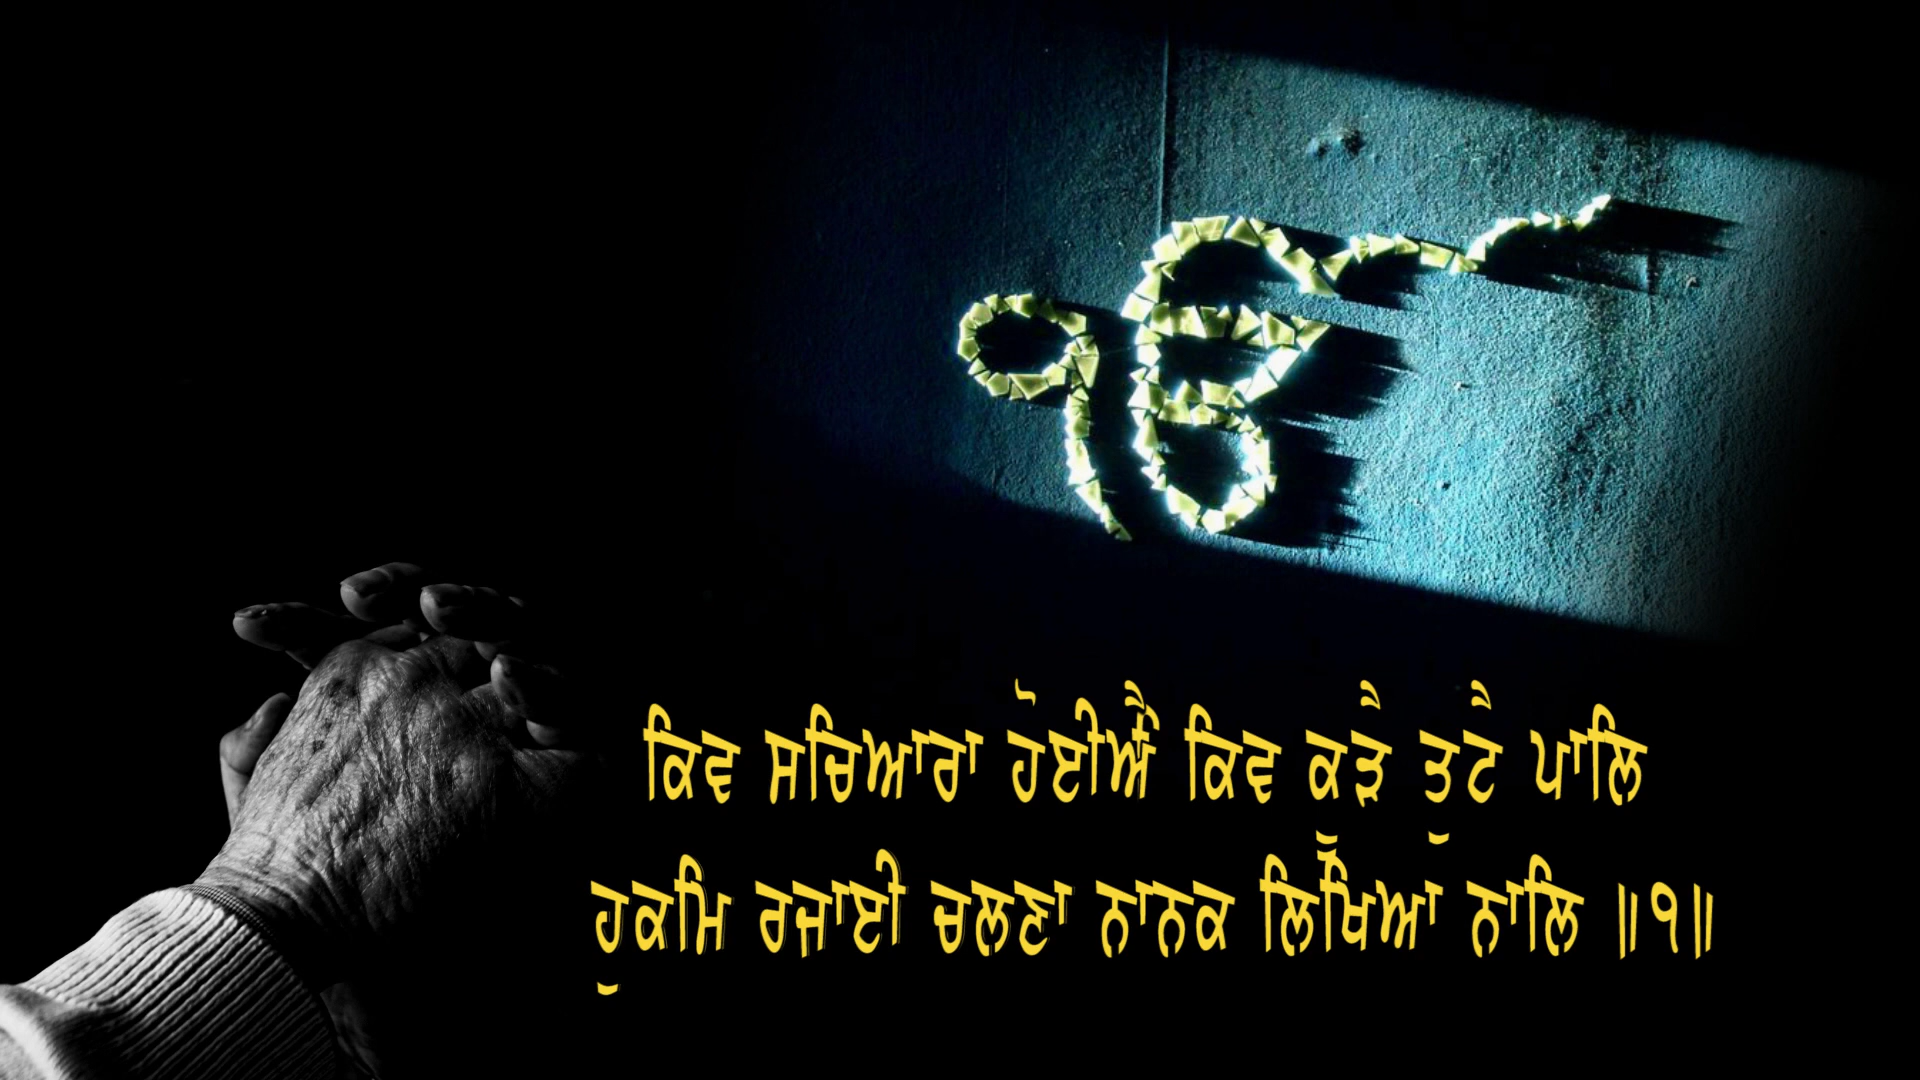 ੴ
ਕਿਵ ਸਚਿਆਰਾ ਹੋਈਐ ਕਿਵ ਕੂੜੈ ਤੁਟੈ ਪਾਲਿ
ਹੁਕਮਿ ਰਜਾਈ ਚਲਣਾ ਨਾਨਕ ਲਿਖਿਆ ਨਾਲਿ ॥੧॥